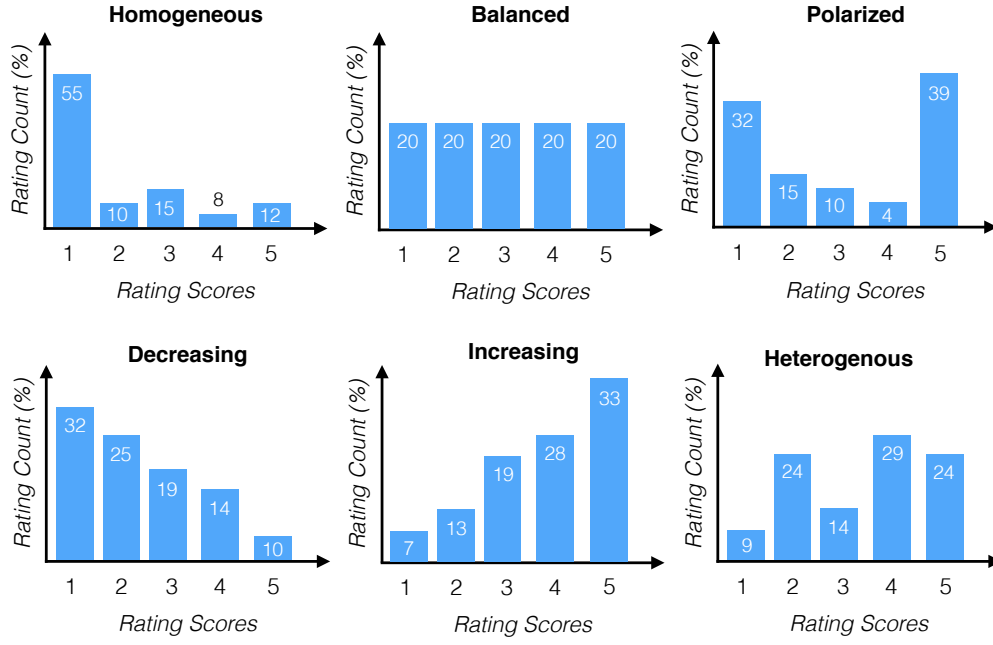 Homogeneous
Rating Count (%)
55
10
15
8
12
1 2 3 4 5
Rating Scores
Balanced
Rating Count (%)
20 20 20 20 20
1 2 3 4 5
Rating Scores
Polarized
Rating Count (%)
32
15
10
4
39
1 2 3 4 5
Rating Scores
Decreasing
Rating Count (%)
32
25
19
14
10
1 2 3 4 5
Rating Scores
Increasing
Rating Count (%)
7
13
19
28
33
1 2 3 4 5
Rating Scores
Heterogenous
Rating Count (%)
9
24
14
29
24
1 2 3 4 5
Rating Scores